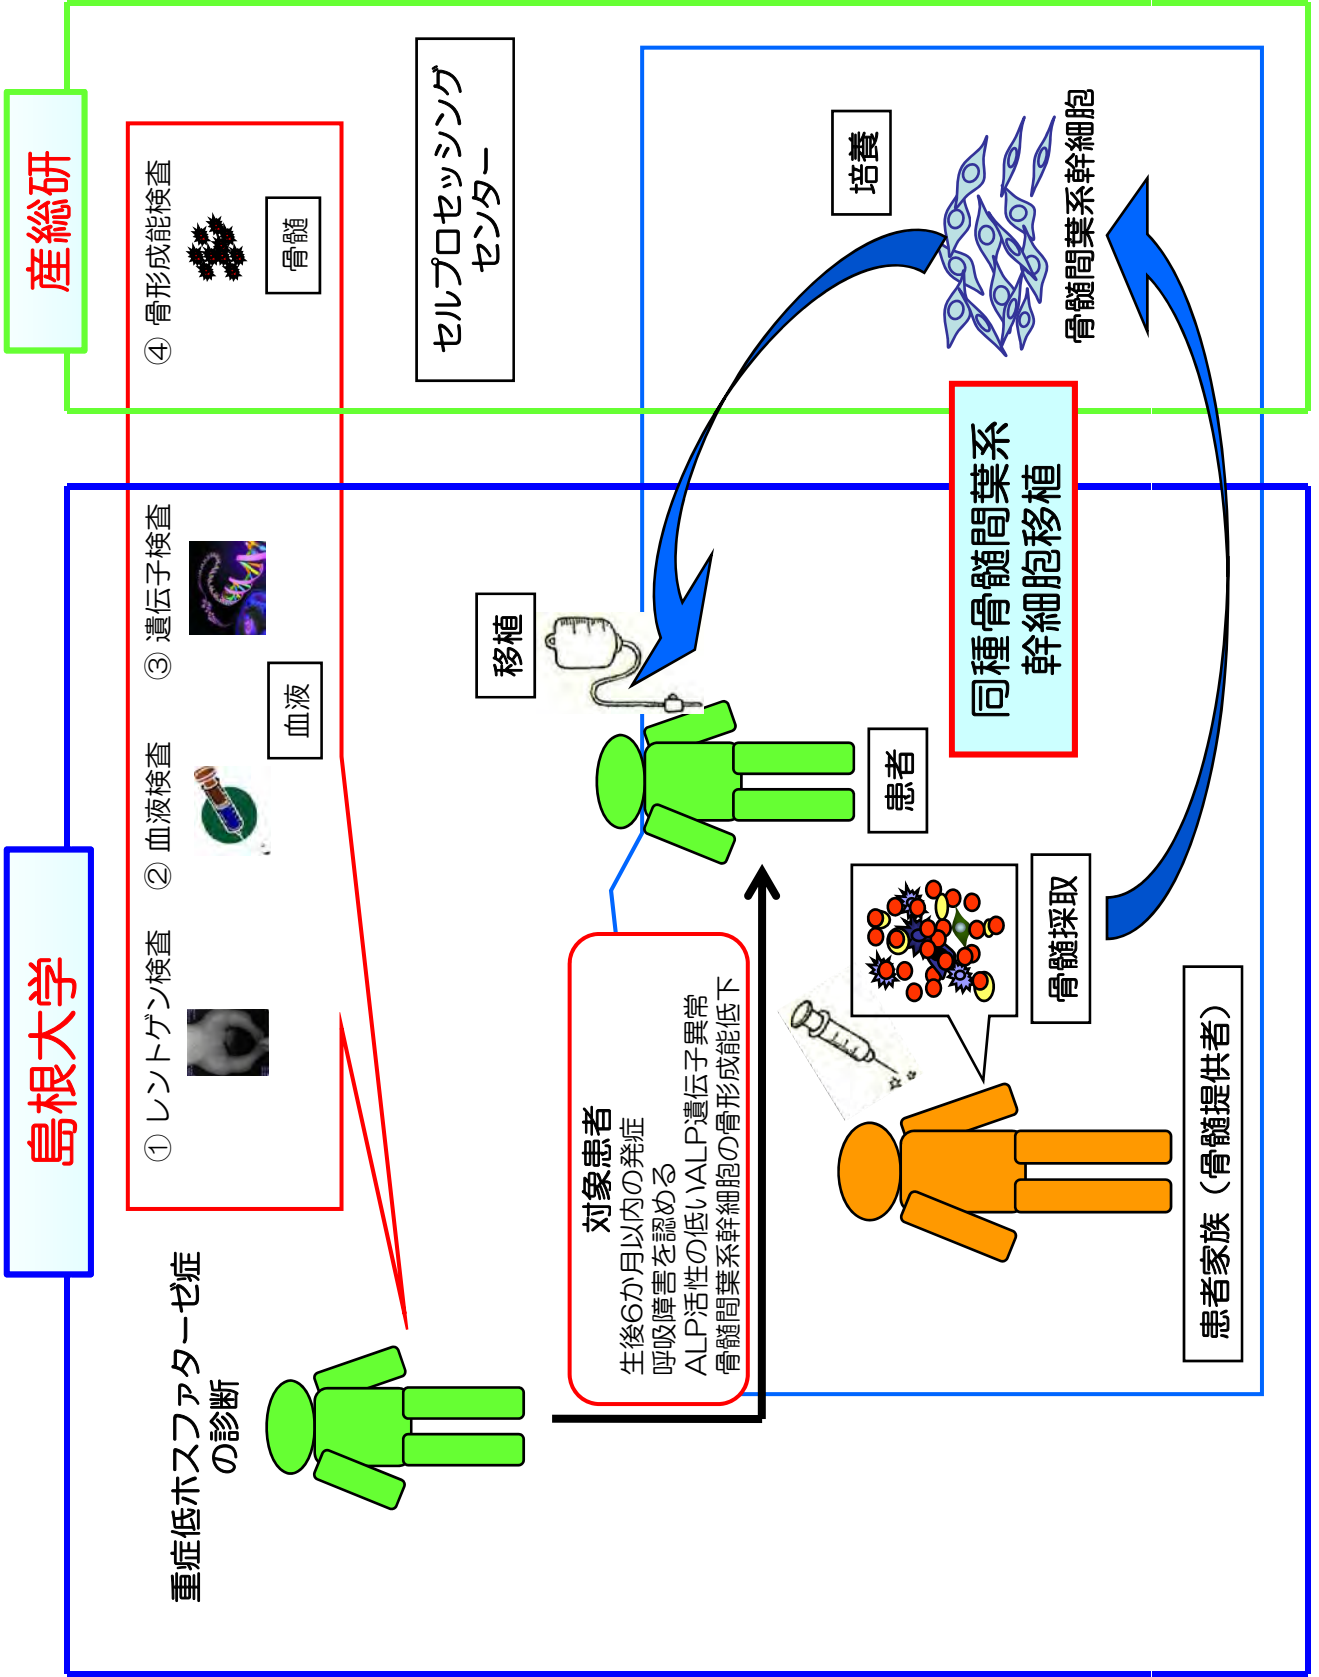 島根大学
産総研
重症低ホスファターゼ症
の診断
① レントゲン検査
② 血液検査
③ 遺伝子検査
④ 骨形成能検査
血液
骨髄
セルプロセッシング
センター
対象患者
生後6か月以内の発症
呼吸障害を認める
ALP活性の低いALP遺伝子異常
骨髄間葉系幹細胞の骨形成能低下
移植
患者
培養
骨髄間葉系幹細胞
同種骨髄間葉系
幹細胞移植
骨髄採取
患者家族（骨髄提供者）